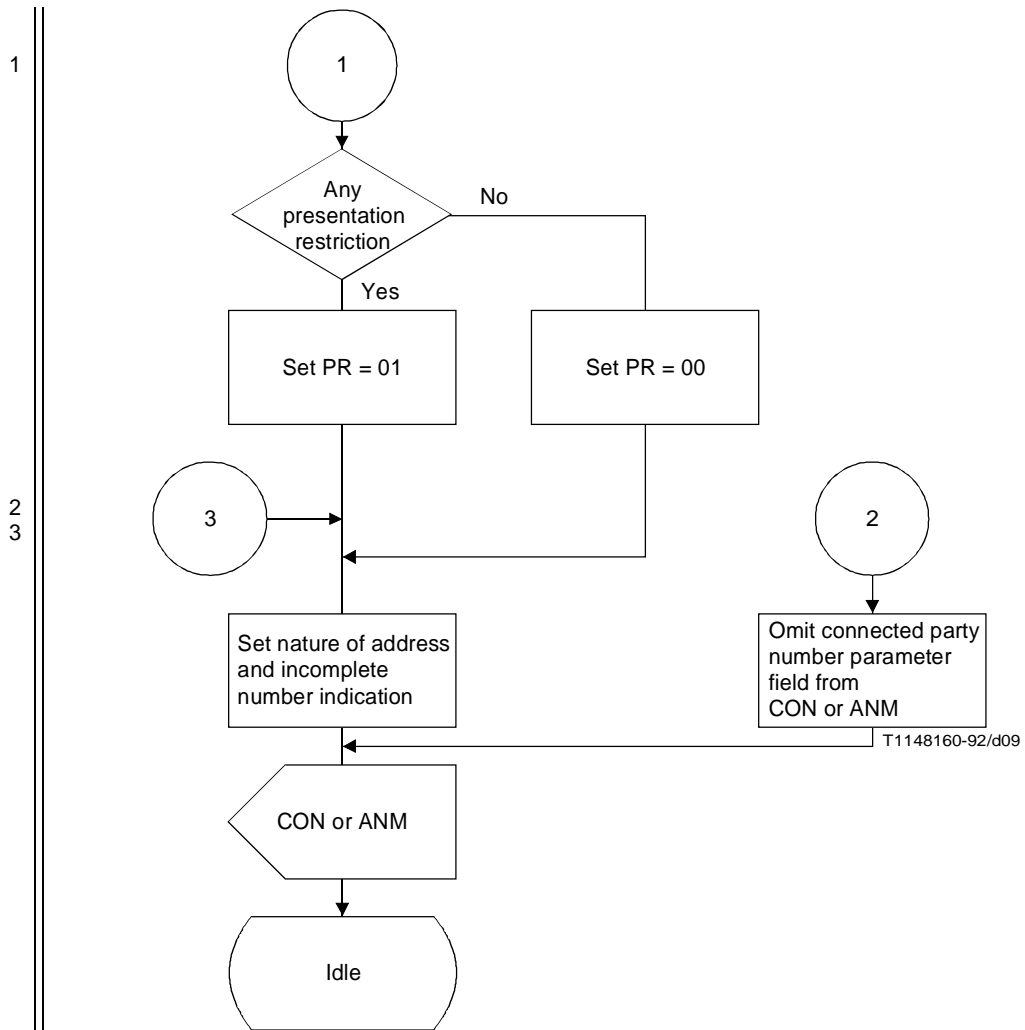 1
1
Any
presentation
restriction
No
Yes
Set PR = 01
Set PR = 00
2
3
3
2
Set nature of address
and incomplete
number indication
Omit connected party
number parameter
field from
CON or ANM
T1148160-92/d09
CON or ANM
Idle